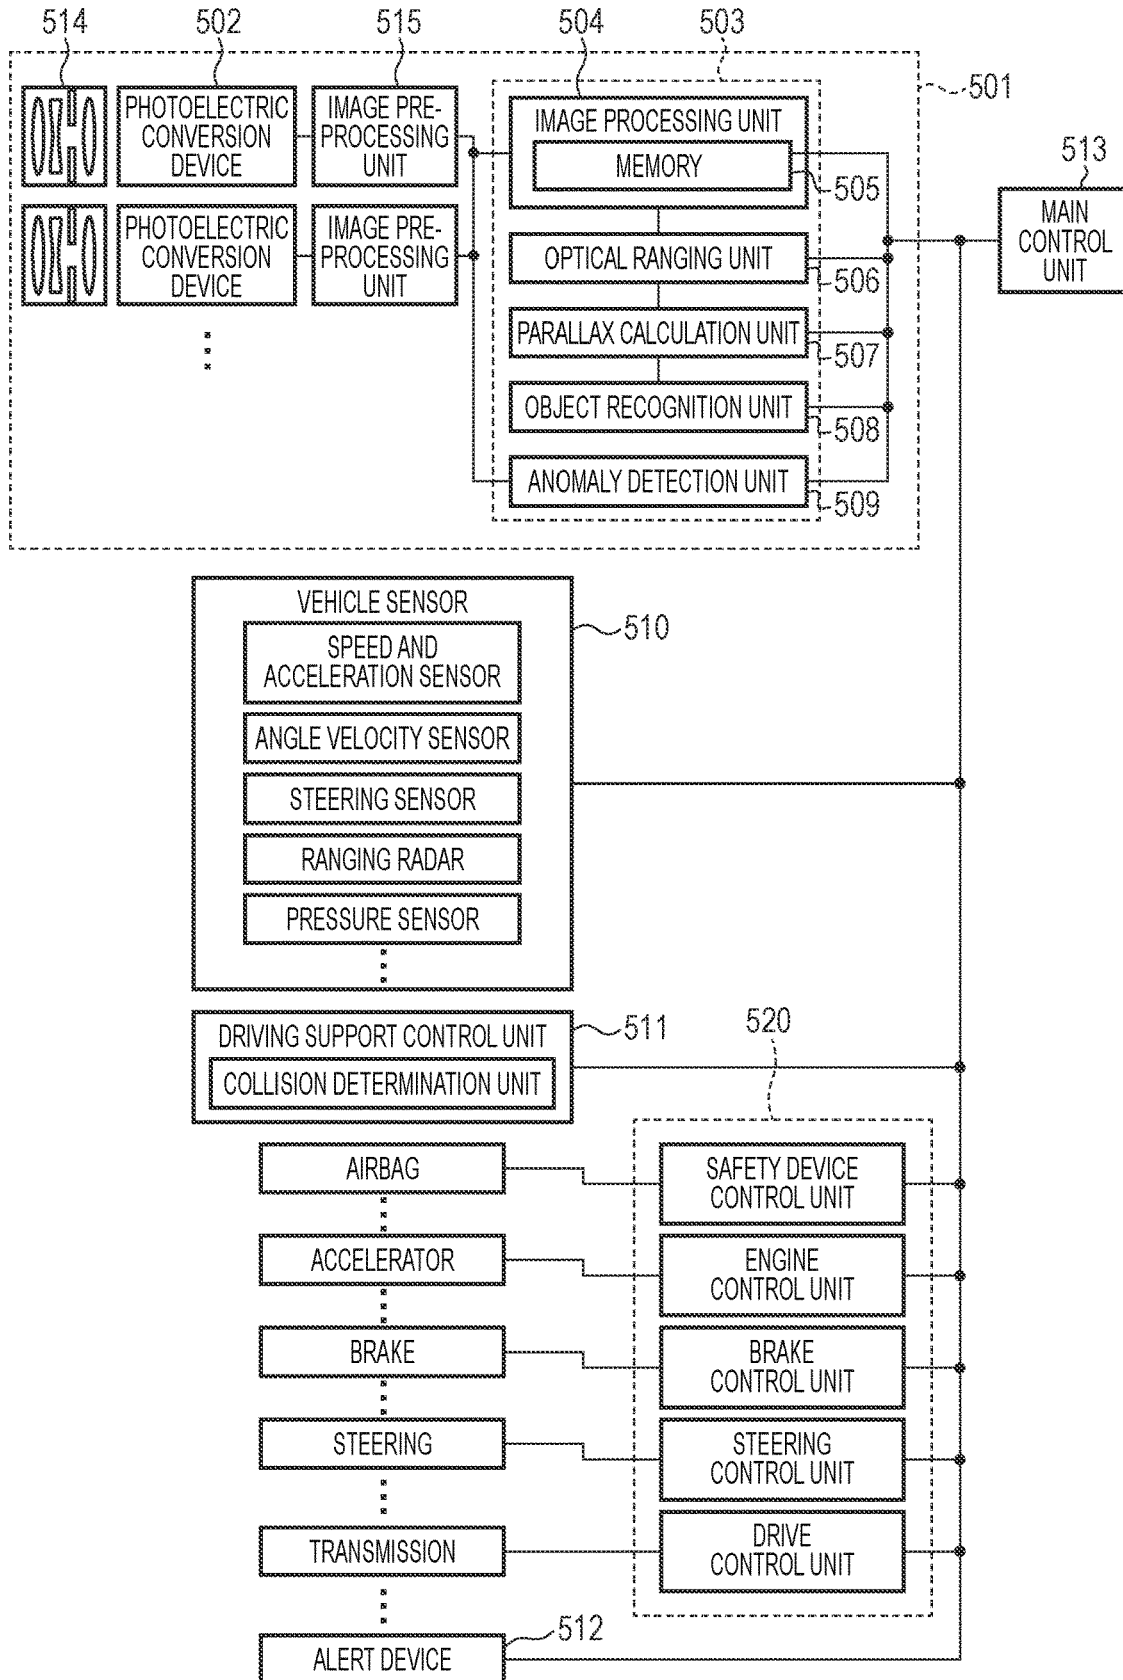 514
502
515
504
503
501
PHOTOELECTRIC
CONVERSION
DEVICE
IMAGE PRE-
PROCESSING
UNIT
IMAGE PROCESSING UNIT
MEMORY
505
513
MAIN
CONTROL
UNIT
PHOTOELECTRIC
CONVERSION
DEVICE
IMAGE PRE-
PROCESSING
UNIT
OPTICAL RANGING UNIT
506
PARALLAX CALCULATION UNIT
507
OBJECT RECOGNITION UNIT
508
ANOMALY DETECTION UNIT
509
VEHICLE SENSOR
510
SPEED AND
ACCELERATION SENSOR
ANGLE VELOCITY SENSOR
STEERING SENSOR
RANGING RADAR
PRESSURE SENSOR
DRIVING SUPPORT CONTROL UNIT
511
COLLISION DETERMINATION UNIT
520
AIRBAG
SAFETY DEVICE
CONTROL UNIT
ACCELERATOR
ENGINE
CONTROL UNIT
BRAKE
BRAKE
CONTROL UNIT
STEERING
STEERING
CONTROL UNIT
TRANSMISSION
DRIVE
CONTROL UNIT
ALERT DEVICE
512